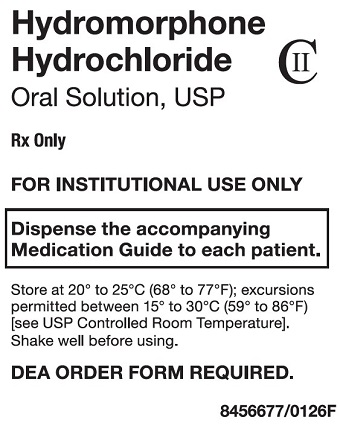 Hydromorphone
Hydrochloride
CII
Oral Solution, USP
Rx Only
FOR INSTITUTIONAL USE ONLY
Dispense the accompanying
Medication Guide to each patient.
Store at 20° to 25°C (68° to 77°F); excursions
permitted between 15° to 30°C (59° to 86°F)
[see USP Controlled Room Temperature].
Shake well before using.
DEA ORDER FORM REQUIRED.
8456677/0126F